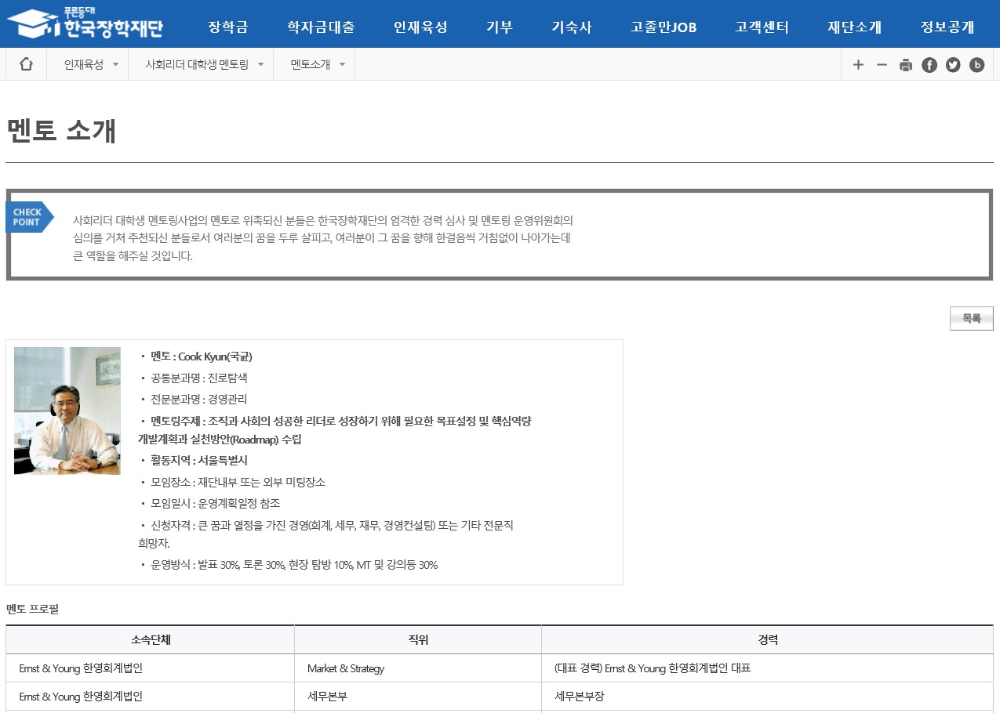 푸른등대
한국장학재단
장학금 학자금대출 인재육성 기부 기숙사 고졸만JOB 고객센터 재단소개 정보공개
인재육성 사회리더 대학생 멘토링 멘토소개
멘토 소개
CHECK
POINT
사회리더 대학생 멘토링사업의 멘토로 위촉되신 분들은 한국장학재단의 엄격한 경력 심사 및 멘토링 운영위원회의
심의를 거쳐 추천되신 분들로서 여러분의 꿈을 두루 살피고, 여러분이 그 꿈을 향해 한걸음씩 거침없이 나아가는데
큰 역할을 해주실 것입니다.
목록
• 멘토 : Cook Kyun(국균)
• 공통분과명 : 진로탐색
• 전문분과명 : 경영관리
• 멘토링주제 : 조직과 사회의 성공한 리더로 성장하기 위해 필요한 목표설정 및 핵심역량
개발계획과 실천방안(Roadmap) 수립
• 활동지역 : 서울특별시
• 모임장소 : 재단내부 또는 외부 미팅장소
• 모임일시 : 운영계획일정 참조
• 신청자격 : 큰 꿈과 열정을 가진 경영(회계, 세무, 재무, 경영컨설팅) 또는 기타 전문직
희망자.
• 운영방식 : 발표 30%, 토론 30%, 현장 탐방 10%, MT 및 강의등 30%
멘토 프로필
소속단체 직위 경력
Ernst & Young 한영회계법인 Market & Strategy (대표 경력) Ernst & Young 한영회계법인 대표
Ernst & Young 한영회계법인 세무본부 세무본부장